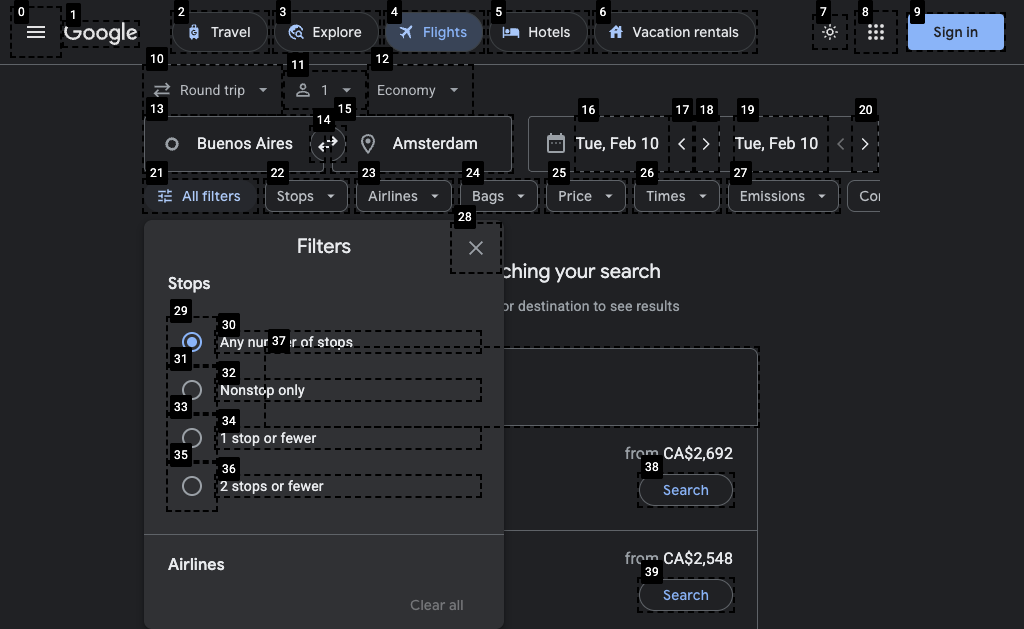 0 1 2 3 4 5 6 7 8 9
Google Travel Explore Flights Hotels Vacation rentals Sign in
10 11 12
Round trip 1 Economy
13 14 15 16 17 18 19 20
Buenos Aires Amsterdam Tue, Feb 10 Tue, Feb 10
21 22 23 24 25 26 27
All filters Stops Airlines Bags Price Times Emissions Co
28
Filters
ching your search
Stops
or destination to see results
29
30
Any number of stops
37
31
32
Nonstop only
33
34
1 stop or fewer
35
from CA$2,692
36
38
2 stops or fewer
Search
from CA$2,548
Airlines
39
Search
Clear all